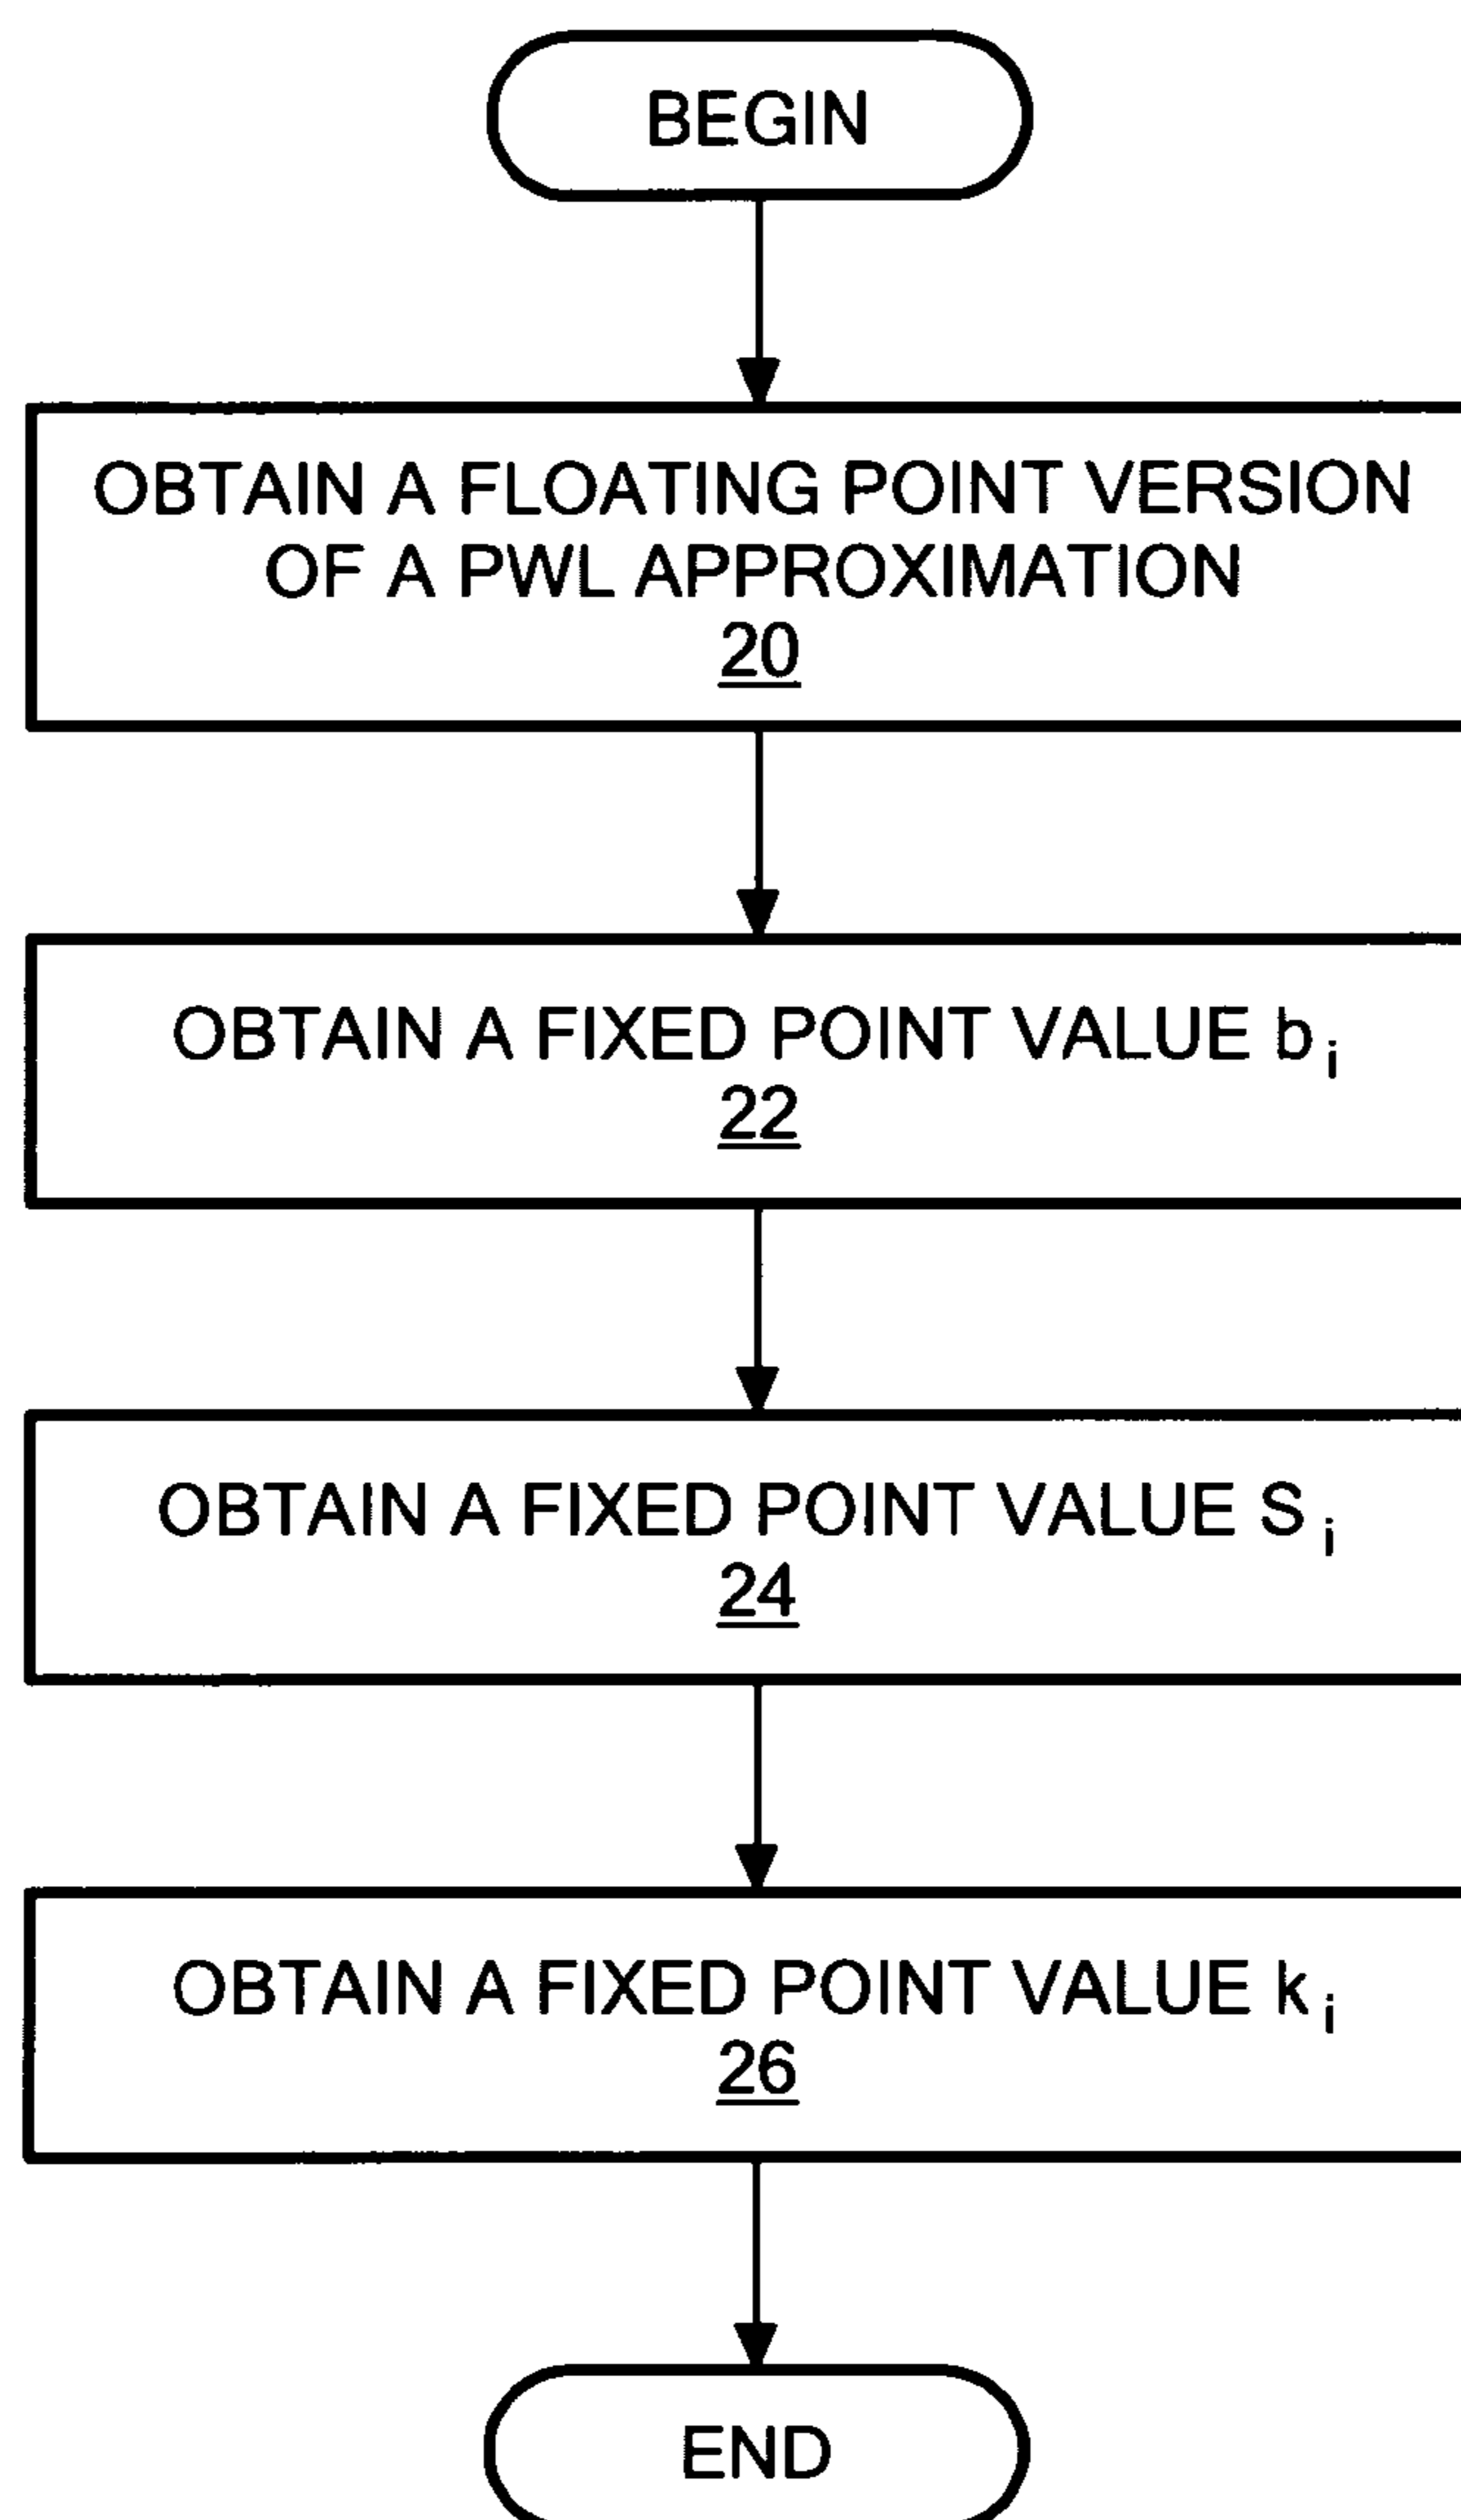 BEGIN
OBTAIN A FLOATING POINT VERSION
OF A PWL APPROXIMATION
20
OBTAIN A FIXED POINT VALUE b i
22
OBTAIN A FIXED POINT VALUE S i
24
OBTAIN A FIXED POINT VALUE k i
26
END